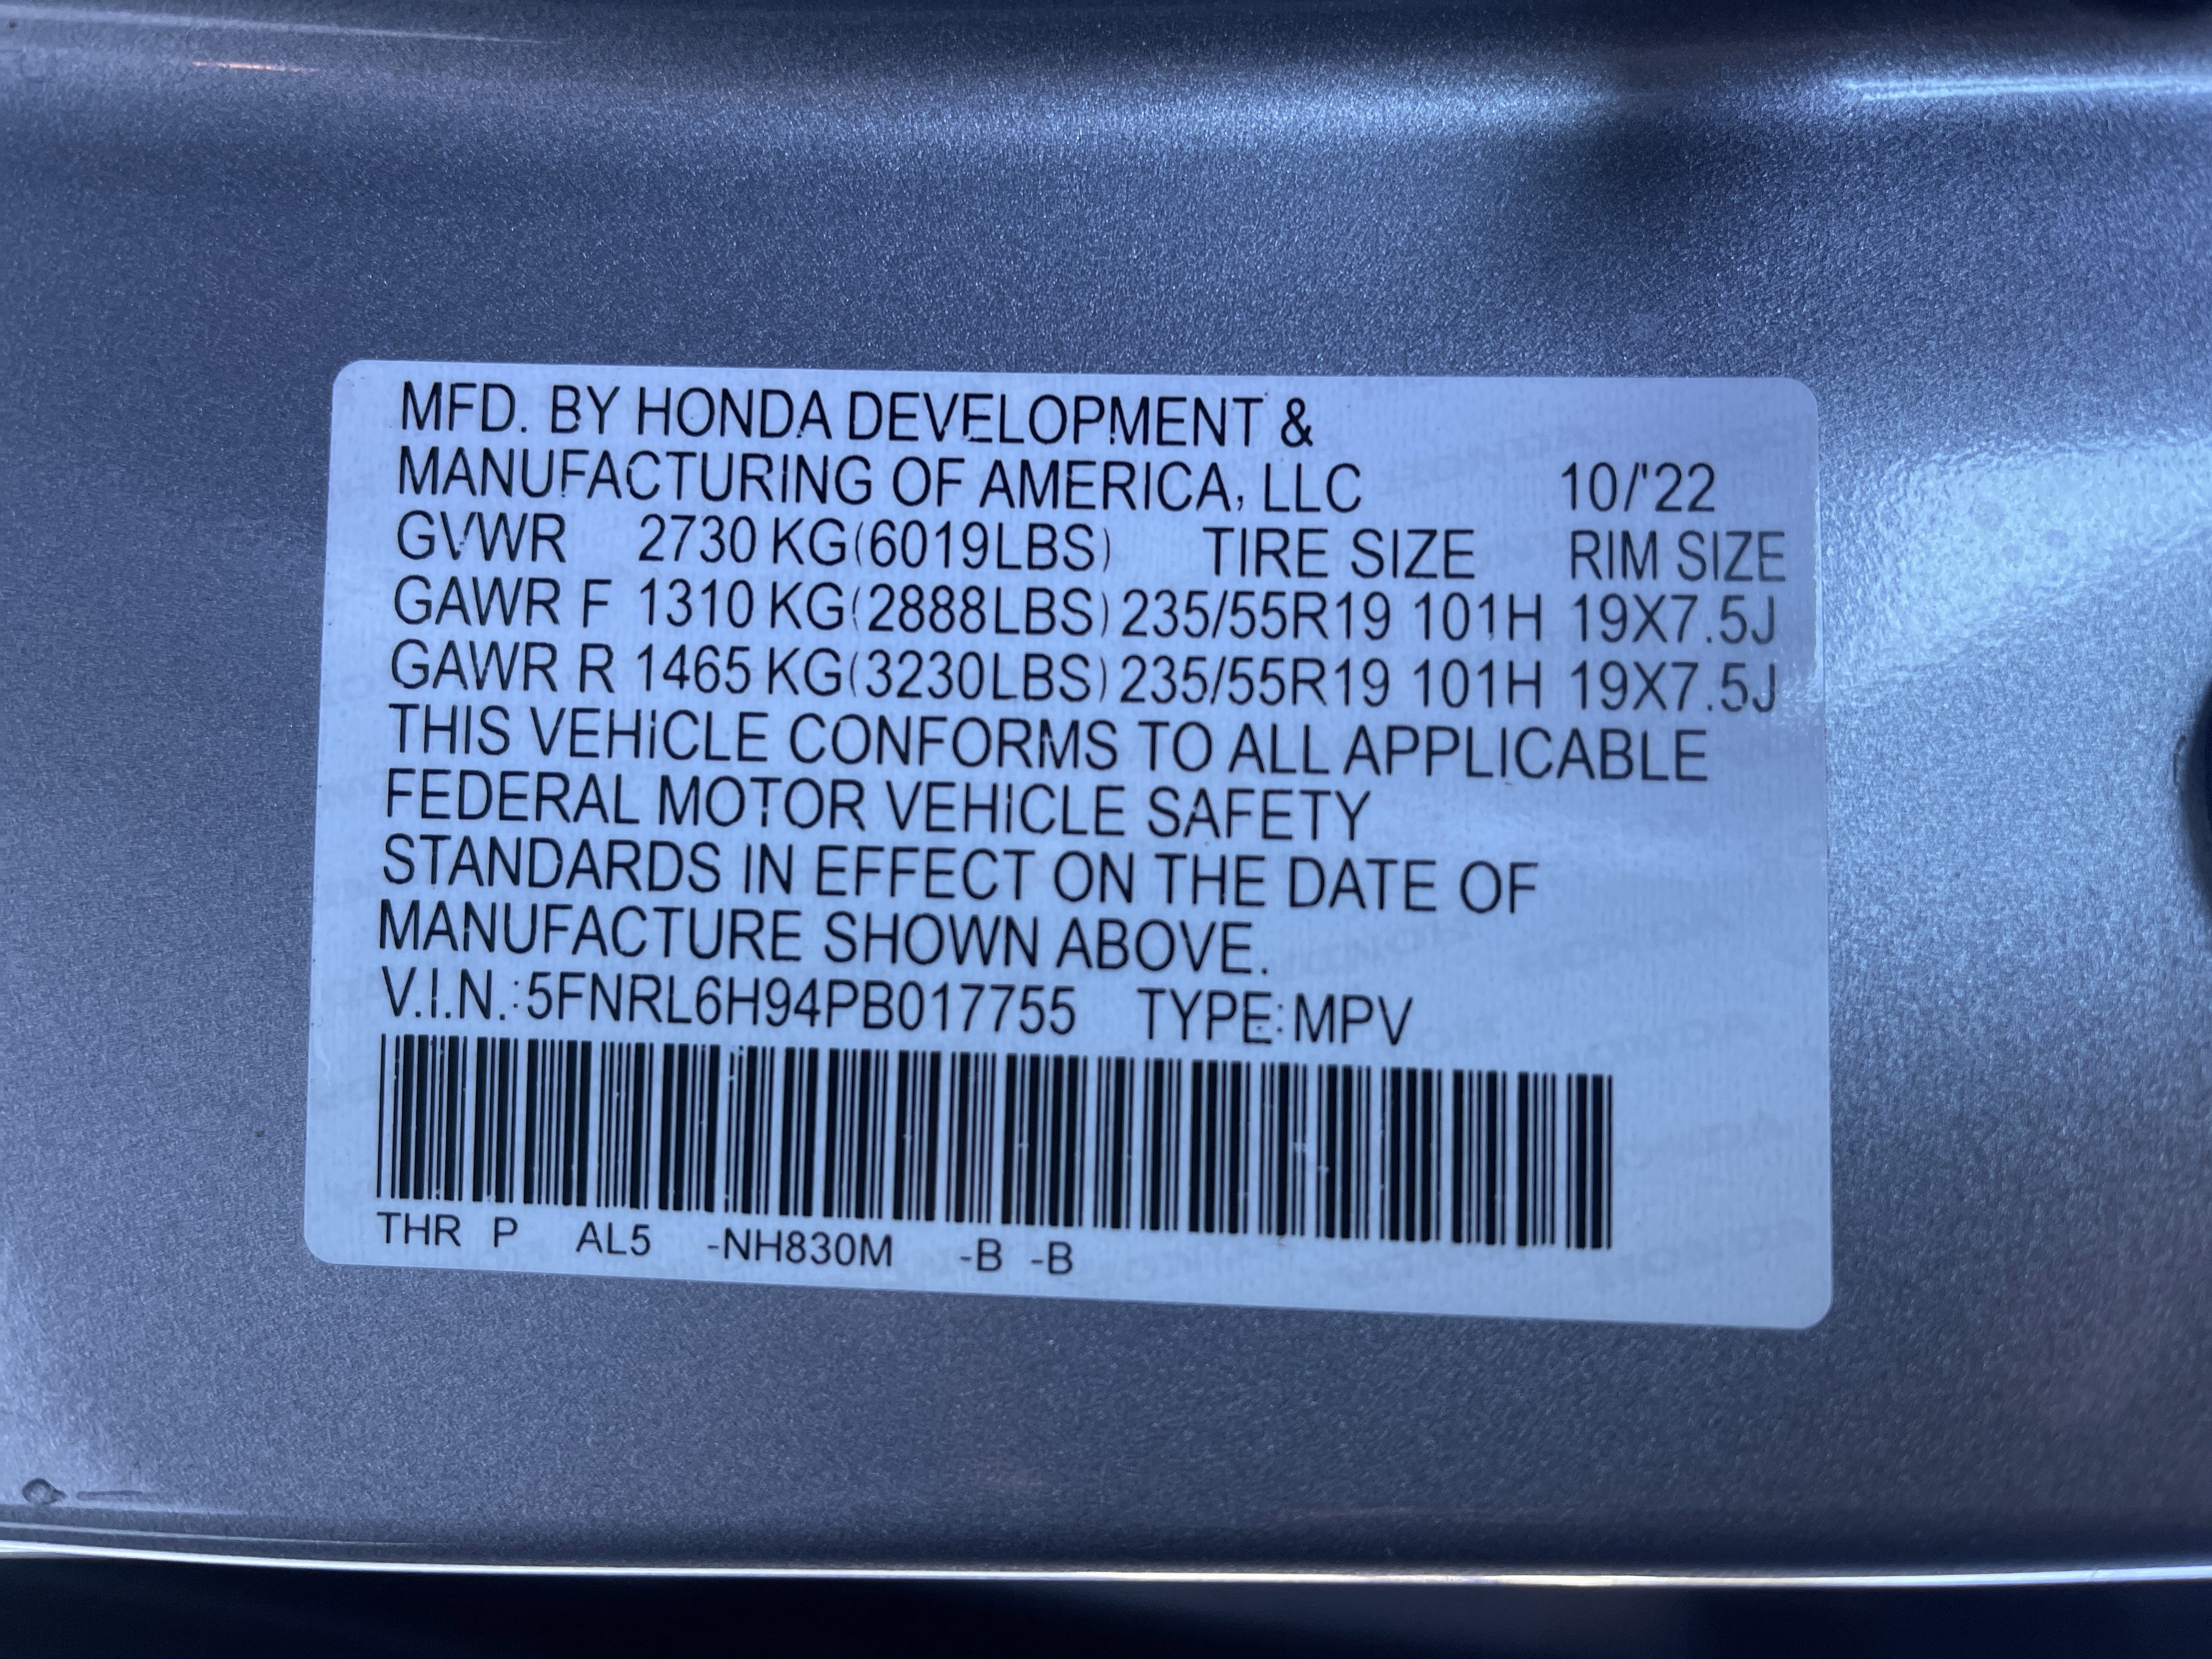 MFD. BY HONDA DEVELOPMENT &
MANUFACTURING OF AMERICA, LLC 10/'22
GVWR 2730 KG(6019LBS) TIRE SIZE RIM SIZE
GAWR F 1310 KG(2888LBS) 235/55R19 101H 19X7.5J
GAWR R 1465 KG(3230LBS) 235/55R19 101H 19X7.5J
THIS VEHICLE CONFORMS TO ALL APPLICABLE
FEDERAL MOTOR VEHICLE SAFETY
STANDARDS IN EFFECT ON THE DATE OF
MANUFACTURE SHOWN ABOVE.
V.I.N.:5FNRL6H94PB017755 TYPE:MPV
THR P AL5 -NH830M -B -B